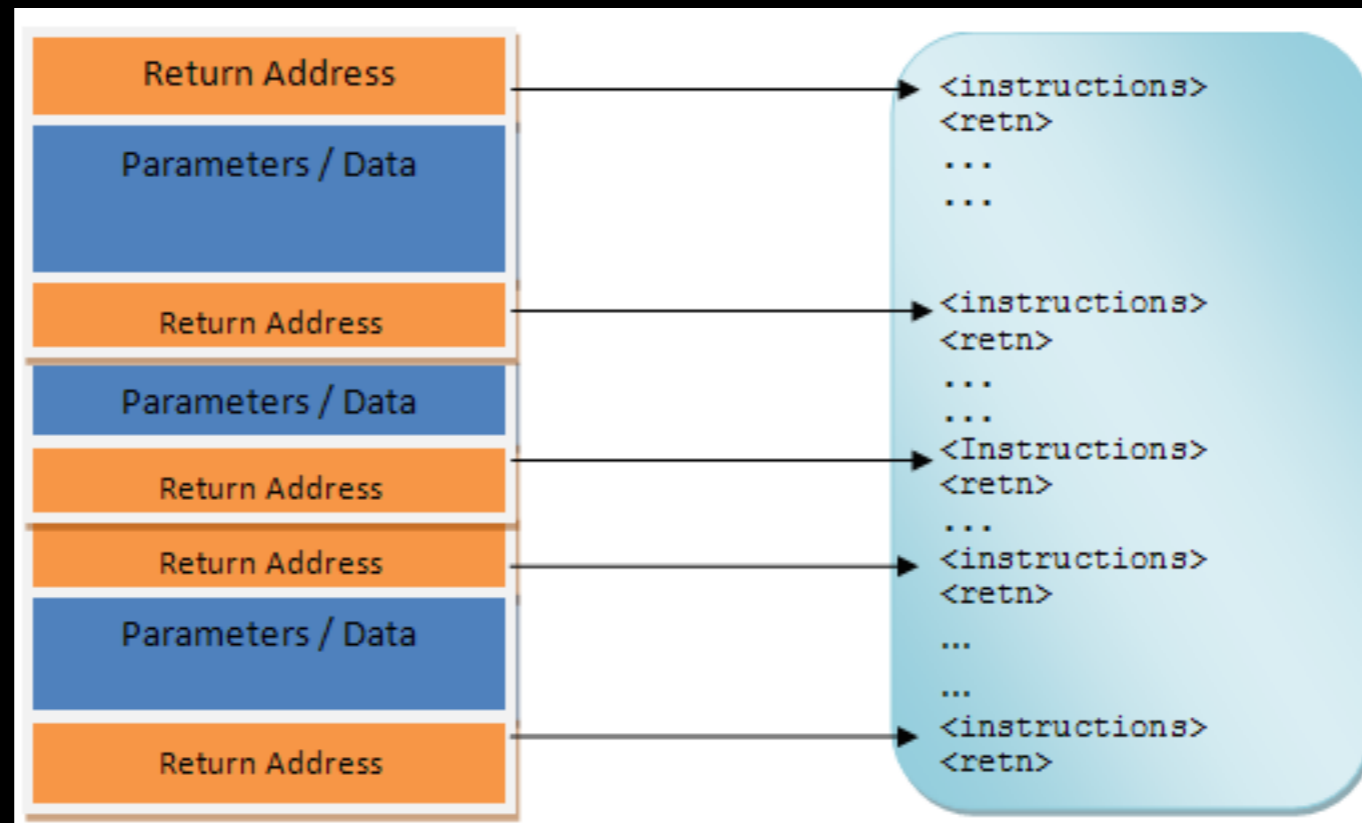 Return Address
Parameters / Data
Return Address
Parameters / Data
Return Address
Return Address
Parameters / Data
Return Address
<instructions>
<retn>
...
...
<instructions>
<retn>
...
...
<Instructions>
<retn>
...
<instructions>
<retn>
...
...
<instructions>
<retn>